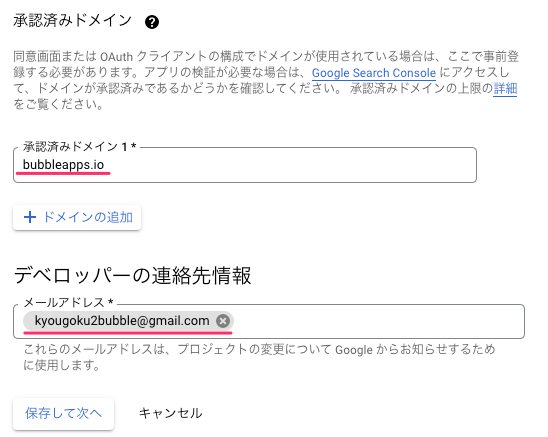 承認済みドメイン ?
同意画面または OAuth クライアントの構成でドメインが使用されている場合は、ここで事前登
録する必要があります。アプリの検証が必要な場合は、Google Search Console にアクセスし
て、ドメインが承認済みであるかどうかを確認してください。 承認済みドメインの上限の詳細
をご覧ください。
承認済みドメイン 1 *
bubbleapps.io
+ ドメインの追加
デベロッパーの連絡先情報
メールアドレス *
kyougoku2bubble@gmail.com
これらのメールアドレスは、プロジェクトの変更について Google からお知らせするため
に使用します。
保存して次へ キャンセル